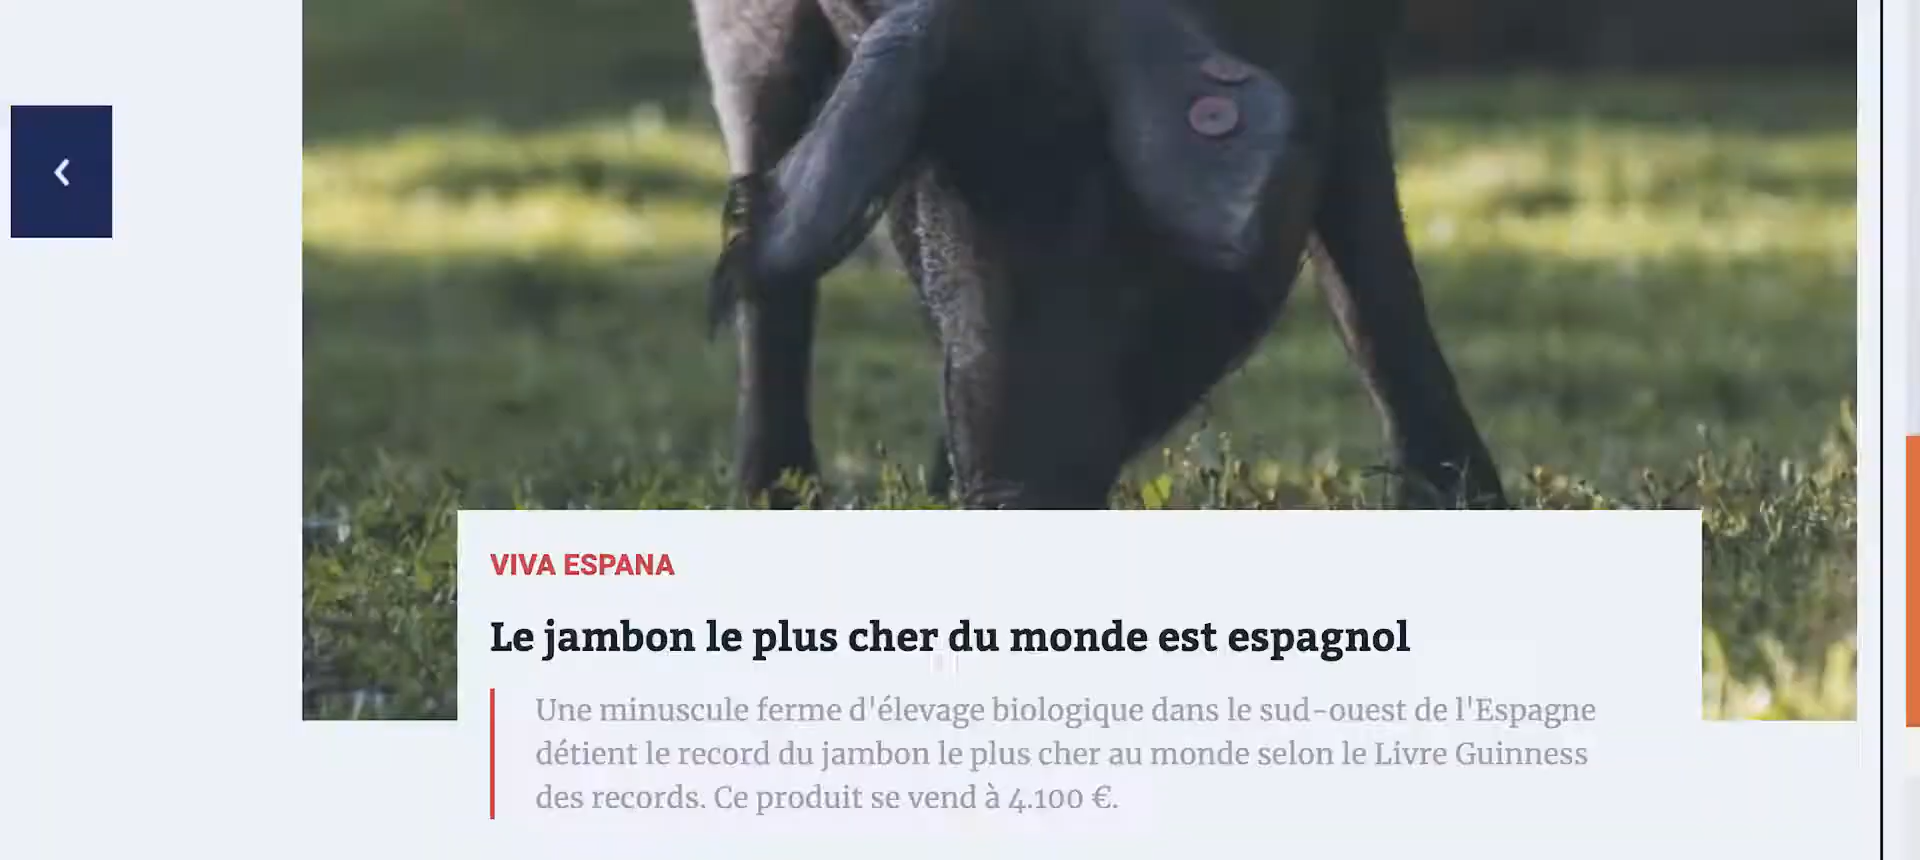 VIVA ESPANA
Le jambon le plus cher du monde est espagnol
Une minuscule ferme d'élevage biologique dans le sud-ouest de l'Espagne
détient le record du jambon le plus cher au monde selon le Livre Guinness
des records. Ce produit se vend à 4.100 €.